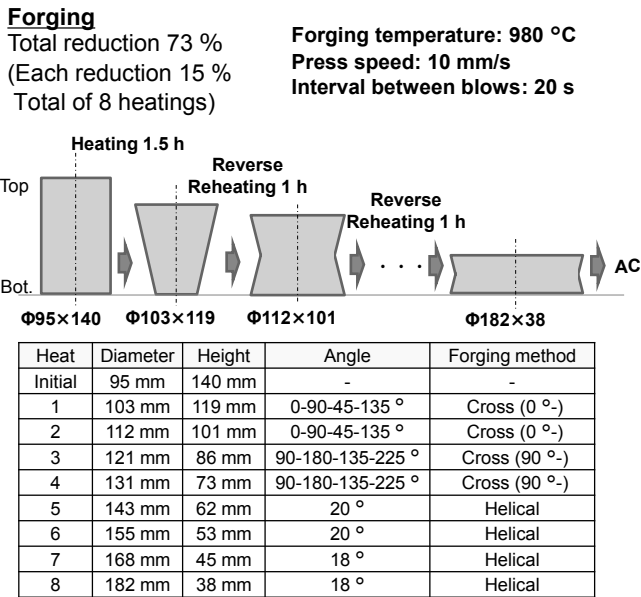 Forging
Total reduction 73 %
(Each reduction 15 %
Total of 8 heatings)
Forging temperature: 980 °C
Press speed: 10 mm/s
Interval between blows: 20 s
Heating 1.5 h
Reverse
Reheating 1 h
Reverse
Reheating 1 h
Top
Bot.
· · ·
AC
Φ95×140 Φ103×119 Φ112×101 Φ182×38
Heat Diameter Height Angle Forging method
Initial 95 mm 140 mm - -
1 103 mm 119 mm 0-90-45-135 ° Cross (0 °-)
2 112 mm 101 mm 0-90-45-135 ° Cross (0 °-)
3 121 mm 86 mm 90-180-135-225 ° Cross (90 °-)
4 131 mm 73 mm 90-180-135-225 ° Cross (90 °-)
5 143 mm 62 mm 20 ° Helical
6 155 mm 53 mm 20 ° Helical
7 168 mm 45 mm 18 ° Helical
8 182 mm 38 mm 18 ° Helical